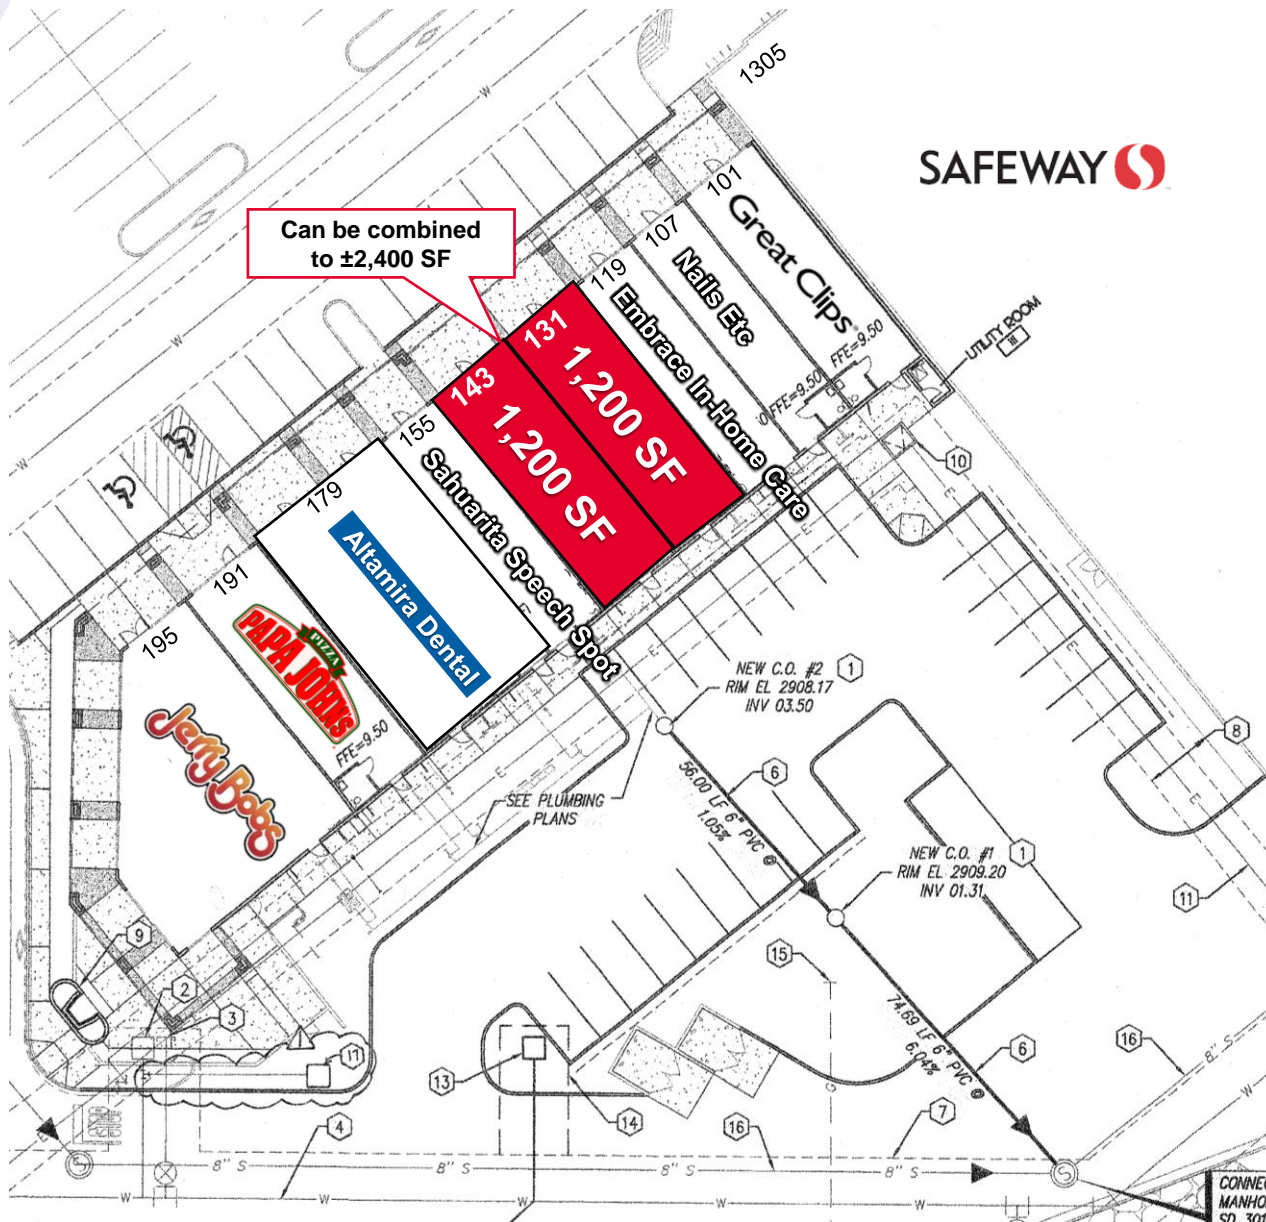 1305
SAFEWAY
Can be combined
to ±2,400 SF
101
Great Clips
FFE=9.50
107
Nails Etc
FFE=9.50
119
Embrace In-Home Care
131
1,200 SF
143
1,200 SF
155
Sahuarita Speech Spot
179
Altamira Dental
191
PIZZA
PAPA JOHNS
FFE=9.50
195
Jerry Bobs
UTILITY ROOM
10
NEW C.O. #2
RIM EL 2908.17
INV 03.50
1
8
SEE PLUMBING
PLANS
56.00 LF 6" PVC @
1.05%
6
NEW C.O. #1
RIM EL 2909.20
INV 01.31
1
11
9
2
3
15
17
13
14
74.69 LF 6" PVC @
6.04%
6
16
8" S
4
16
7
8" S
8" S
8" S
8" S
W
W
W
W
W
W
W
W
W
E
E
E
E
E
G
S
S
CONNEC
MANHO
SD 301